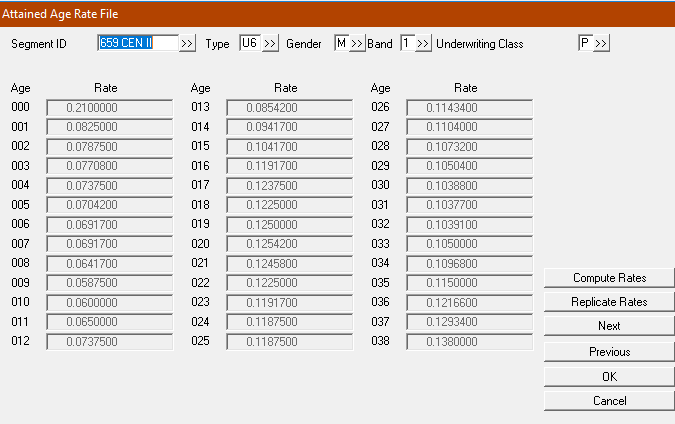 Attained Age Rate File
Segment ID 659 CEN II >> Type U6 >> Gender M >> Band 1 >> Underwriting Class P >>
Age Rate Age Rate Age Rate
000 0.2100000 013 0.0854200 026 0.1143400
001 0.0825000 014 0.0941700 027 0.1104000
002 0.0787500 015 0.1041700 028 0.1073200
003 0.0770800 016 0.1191700 029 0.1050400
004 0.0737500 017 0.1237500 030 0.1038800
005 0.0704200 018 0.1225000 031 0.1037700
006 0.0691700 019 0.1250000 032 0.1039100
007 0.0691700 020 0.1254200 033 0.1050000
008 0.0641700 021 0.1245800 034 0.1096800
009 0.0587500 022 0.1225000 035 0.1150000
010 0.0600000 023 0.1191700 036 0.1216600
011 0.0650000 024 0.1187500 037 0.1293400
012 0.0737500 025 0.1187500 038 0.1380000
Compute Rates
Replicate Rates
Next
Previous
OK
Cancel